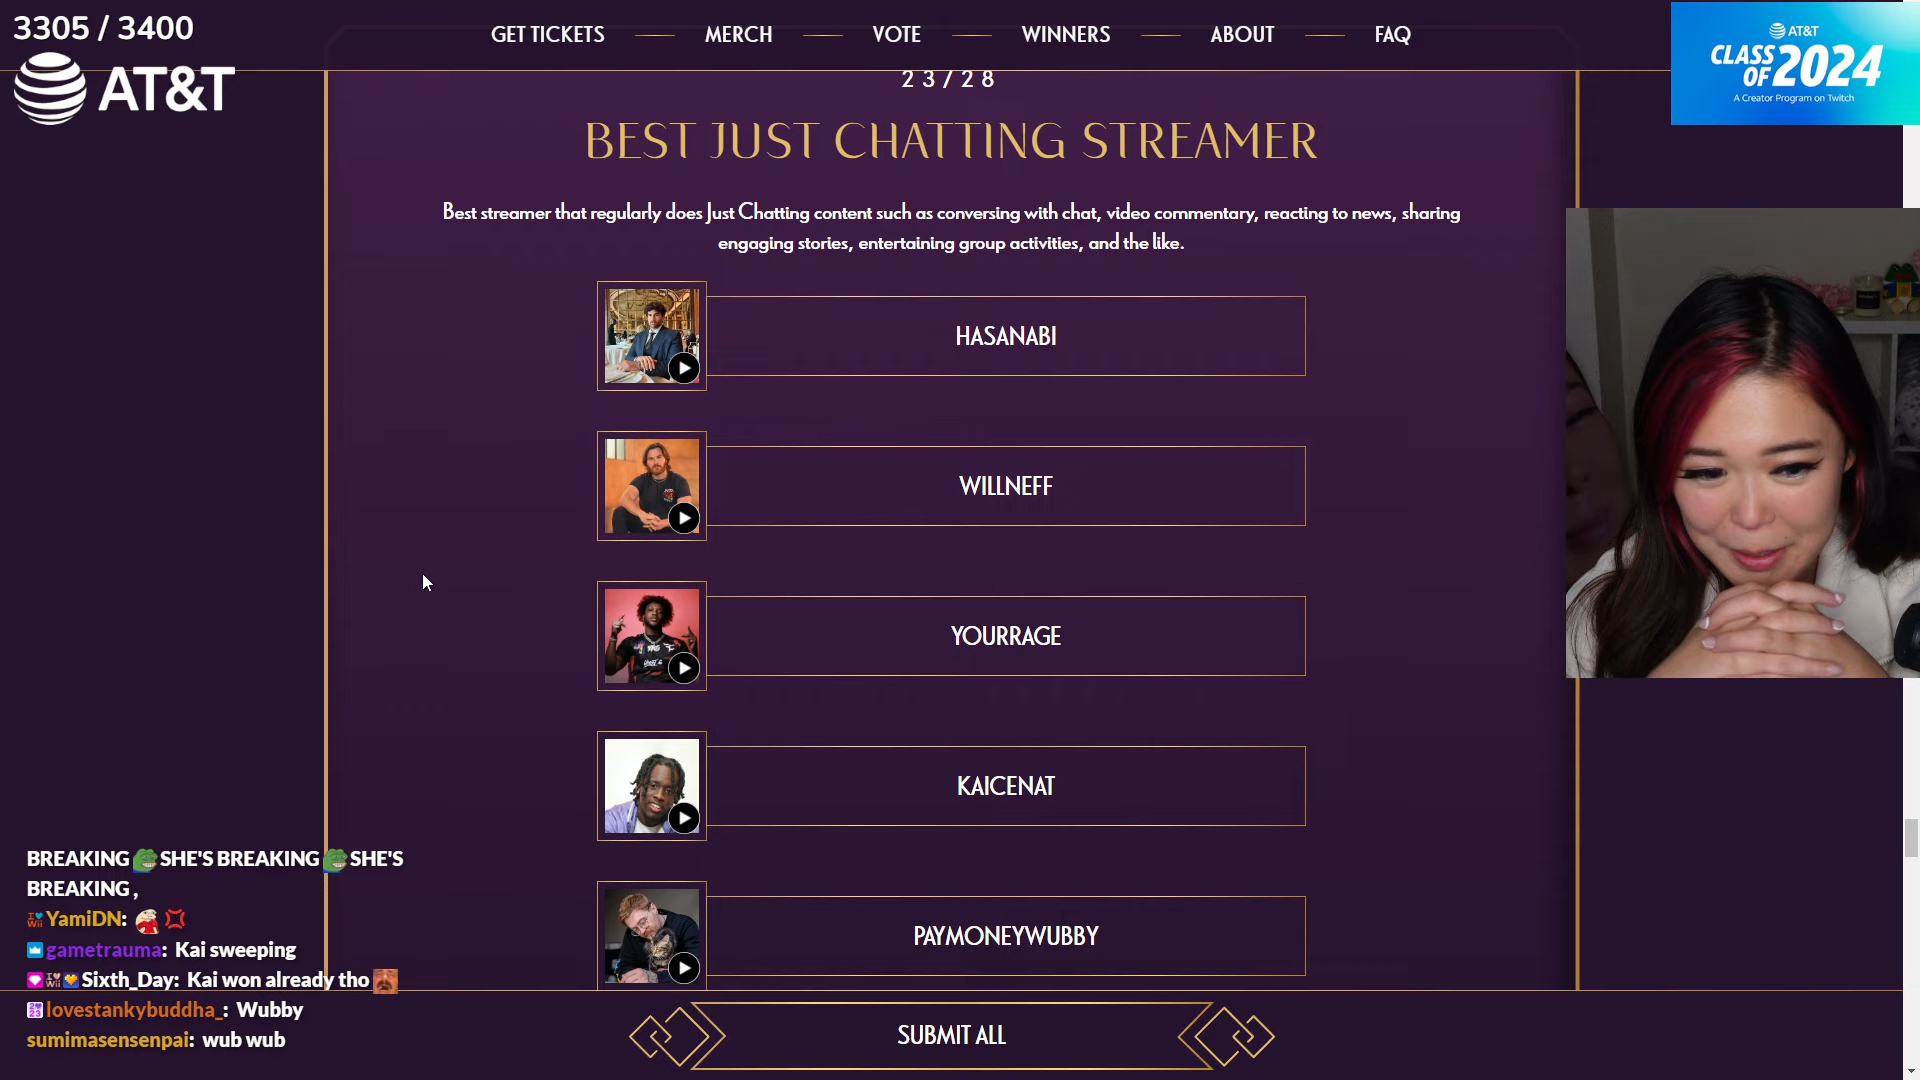 3305 / 3400
AT&T
GET TICKETS
MERCH
VOTE
WINNERS
ABOUT
FAQ
AT&T
CLASS
OF 2024
A Creator Program on Twitch
23/28
BEST JUST CHATTING STREAMER
Best streamer that regularly does Just Chatting content such as conversing with chat, video commentary, reacting to news, sharing
engaging stories, entertaining group activities, and the like.
HASANABI
WILLNEFF
YOURRAGE
KAICENAT
PAYMONEYWUBBY
BREAKING SHE'S BREAKING SHE'S
BREAKING ,
YamiDN:
gametrauma: Kai sweeping
Sixth_Day: Kai won already tho
lovestankybuddha_: Wubby
sumimasensenpai: wub wub
SUBMIT ALL